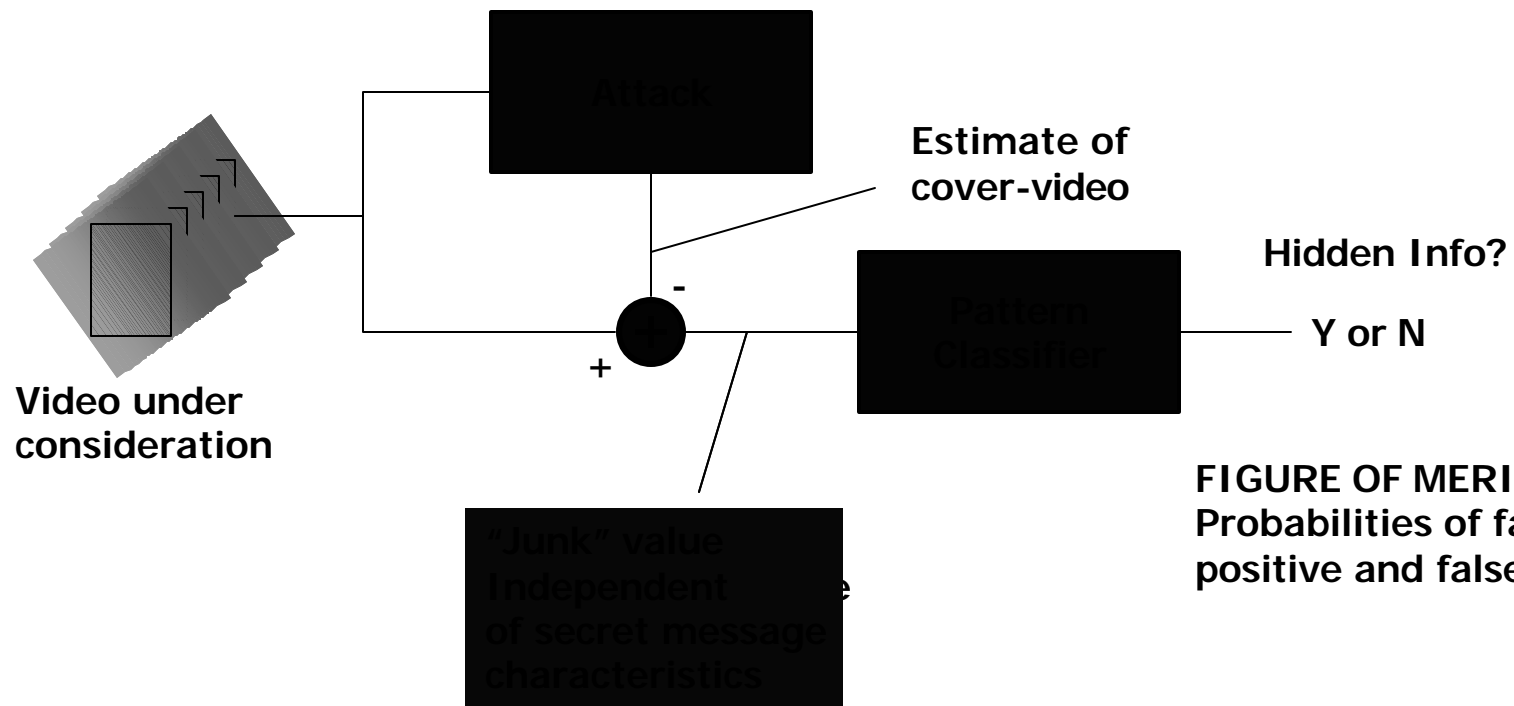 Attack
Estimate of
cover-video
Hidden Info?
-
+
+
Pattern
Classifier
Y or N
Video under
consideration
"Junk" value
Independent
of secret message
characteristics
FIGURE OF MERI
Probabilities of fa
positive and false